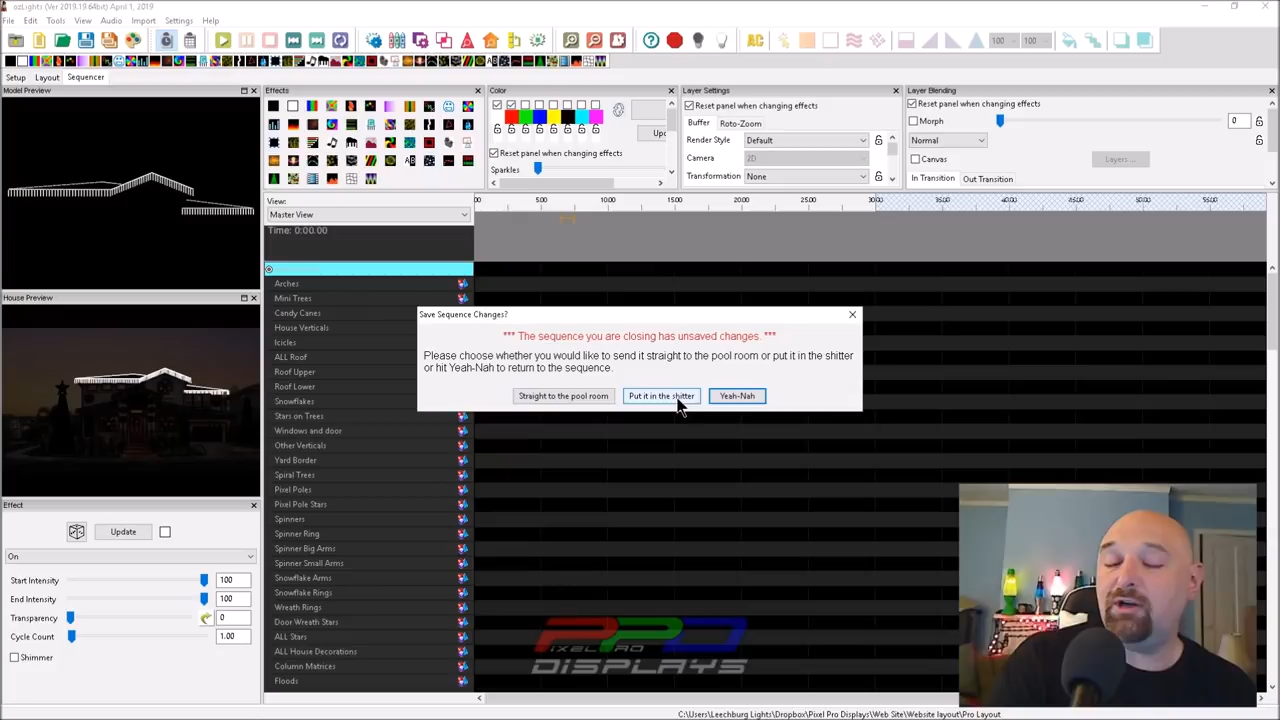 ozLights (Ver 2019.19 64bit) April 1, 2019
File Edit Tools View Audio Import Settings Help
100 100
Setup Layout Sequencer
Model Preview
House Preview
Effect
Update
On
Start Intensity 100
End Intensity 100
Transparency 0
Cycle Count 1.00
Shimmer
Effects
Color
Reset panel when changing effects
Sparkles
Layer Settings
Reset panel when changing effects
Buffer Roto-Zoom
Render Style Default
Camera 2D
Transformation None
Layer Blending
Reset panel when changing effects
Morph 0
Normal
Canvas Layers ...
In Transition Out Transition
View:
Master View
Time: 0:00.00
Arches
Mini Trees
Candy Canes
House Verticals
Icicles
ALL Roof
Roof Upper
Roof Lower
Snowflakes
Stars on Trees
Windows and door
Other Verticals
Yard Border
Spiral Trees
Pixel Poles
Pixel Pole Stars
Spinners
Spinner Ring
Spinner Big Arms
Spinner Small Arms
Snowflake Arms
Snowflake Rings
Wreath Rings
Door Wreath Stars
ALL Stars
ALL House Decorations
Column Matrices
Floods
Save Sequence Changes?
*** The sequence you are closing has unsaved changes. ***
Please choose whether you would like to send it straight to the pool room or put it in the shitter
or hit Yeah-Nah to return to the sequence.
Straight to the pool room Put it in the shitter Yeah-Nah
PIXEL PRO
DISPLAYS
C:\Users\Leechburg Lights\Dropbox\Pixel Pro Displays\Web Site\Website layout\Pro Layout